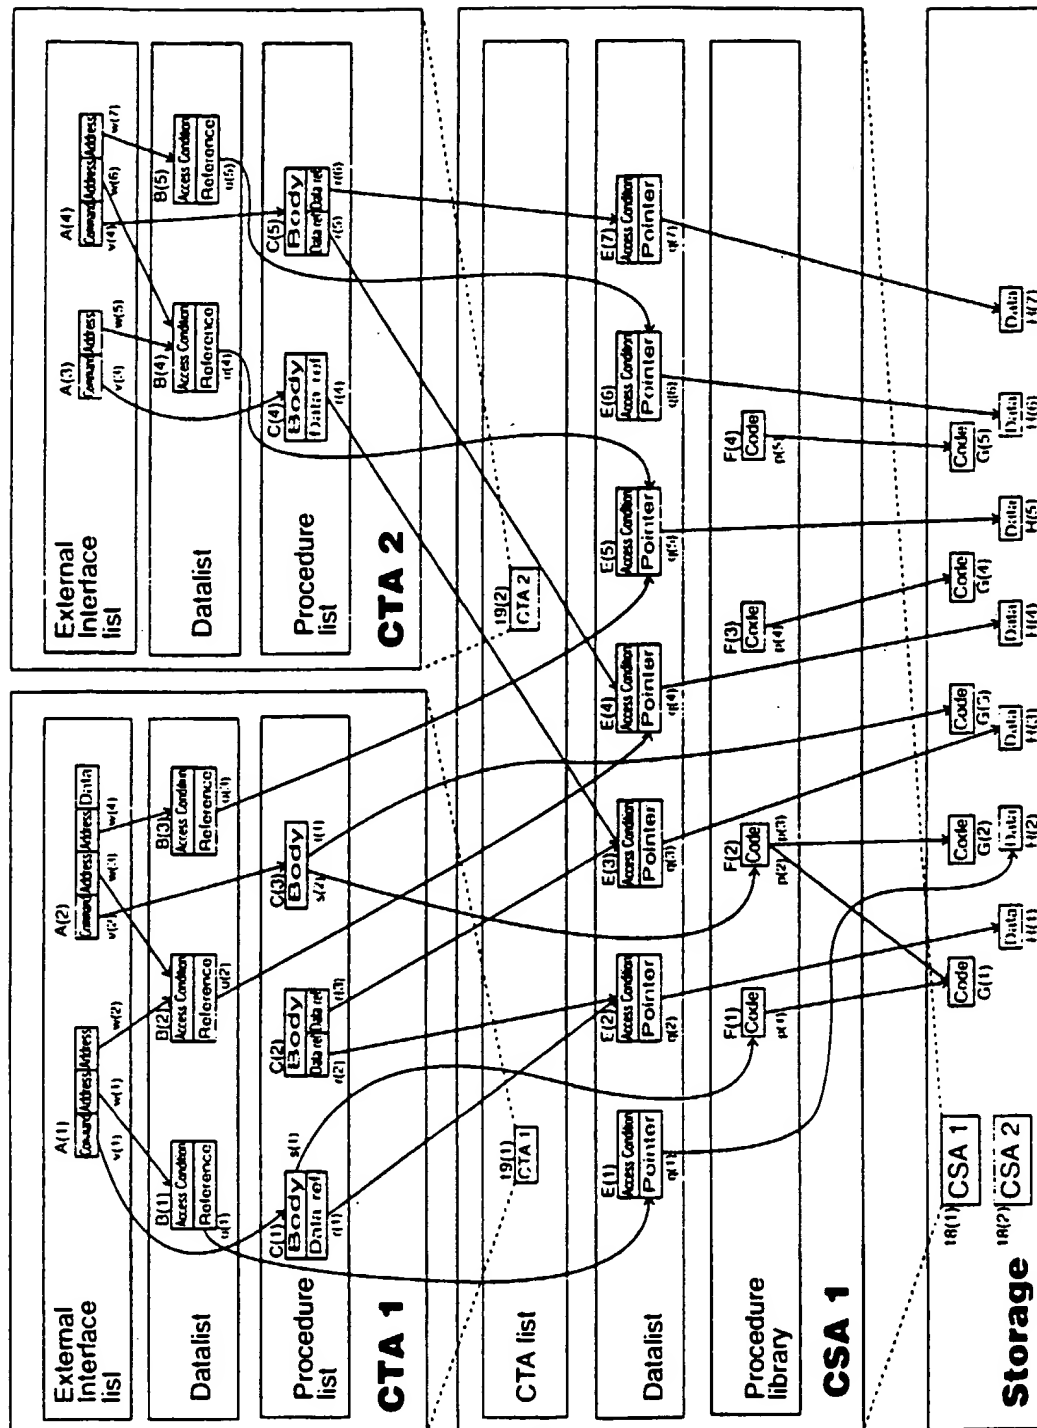 External
Interface
list
A(1)
Command
Address
Address
v(1)
w(1)
w(2)
A(2)
Command
Address
Address
Data
v(2)
w(3)
w(4)
Datalist
B(1)
Access Condition
Reference
u(1)
B(2)
Access Condition
Reference
u(2)
B(3)
Access Condition
Reference
u(3)
Procedure
list
C(1)
Body
Data ref
r(1)
s(1)
C(2)
Body
Data ref
Data ref
r(2)
r(3)
C(3)
Body
s(2)
CTA 1
External
Interface
list
A(3)
Command
Address
v(3)
w(5)
A(4)
Command
Address
Address
v(4)
w(6)
w(7)
Datalist
B(4)
Access Condition
Reference
u(4)
B(5)
Access Condition
Reference
u(5)
Procedure
list
C(4)
Body
Data ref
r(4)
C(5)
Body
Data ref
Data ref
r(5)
r(6)
CTA 2
CTA list
19(1)
CTA 1
19(2)
CTA 2
Datalist
E(1)
Access Condition
Pointer
q(1)
E(2)
Access Condition
Pointer
q(2)
E(3)
Access Condition
Pointer
q(3)
E(4)
Access Condition
Pointer
q(4)
E(5)
Access Condition
Pointer
q(5)
E(6)
Access Condition
Pointer
q(6)
E(7)
Access Condition
Pointer
q(7)
Procedure
library
F(1)
Code
p(1)
F(2)
Code
p(2)
p(3)
F(3)
Code
p(4)
F(4)
Code
p(5)
CSA 1
18(1)
CSA 1
18(2)
CSA 2
Code
G(1)
Code
G(2)
Code
Code
G(4)
Code
G(5)
Data
H(1)
Data
H(2)
Data
H(3)
Data
H(4)
Data
H(5)
Data
H(6)
Data
H(7)
Storage